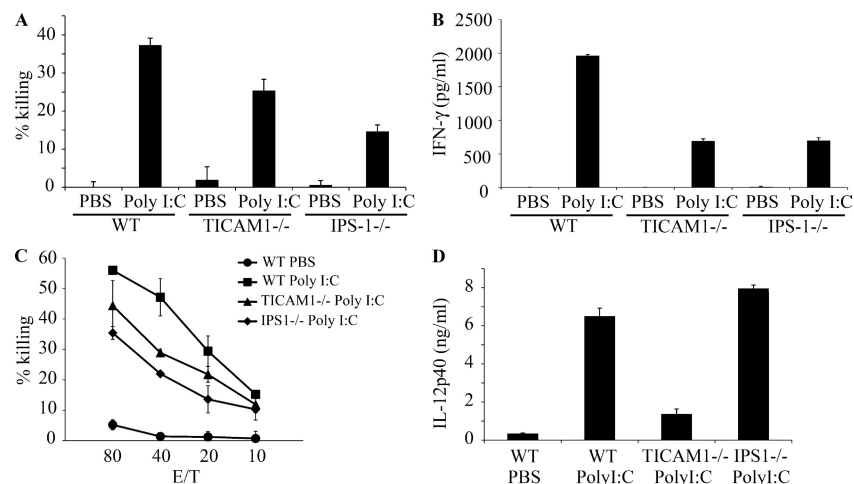 A
% killing
40
30
20
10
0
PBS Poly I:C PBS Poly I:C PBS Poly I:C
WT TICAM1-/- IPS-1-/-
B
IFN-γ (pg/ml)
2500
2000
1500
1000
500
0
PBS Poly I:C PBS Poly I:C PBS Poly I:C
WT TICAM1-/- IPS-1-/-
C
% killing
60
50
40
30
20
10
0
80 40 20 10
E/T
WT PBS
WT Poly I:C
TICAM1-/- Poly I:C
IPS1-/- Poly I:C
D
IL-12p40 (ng/ml)
8
6
4
2
0
WT WT TICAM1-/- IPS1-/-
PBS PolyI:C PolyI:C PolyI:C